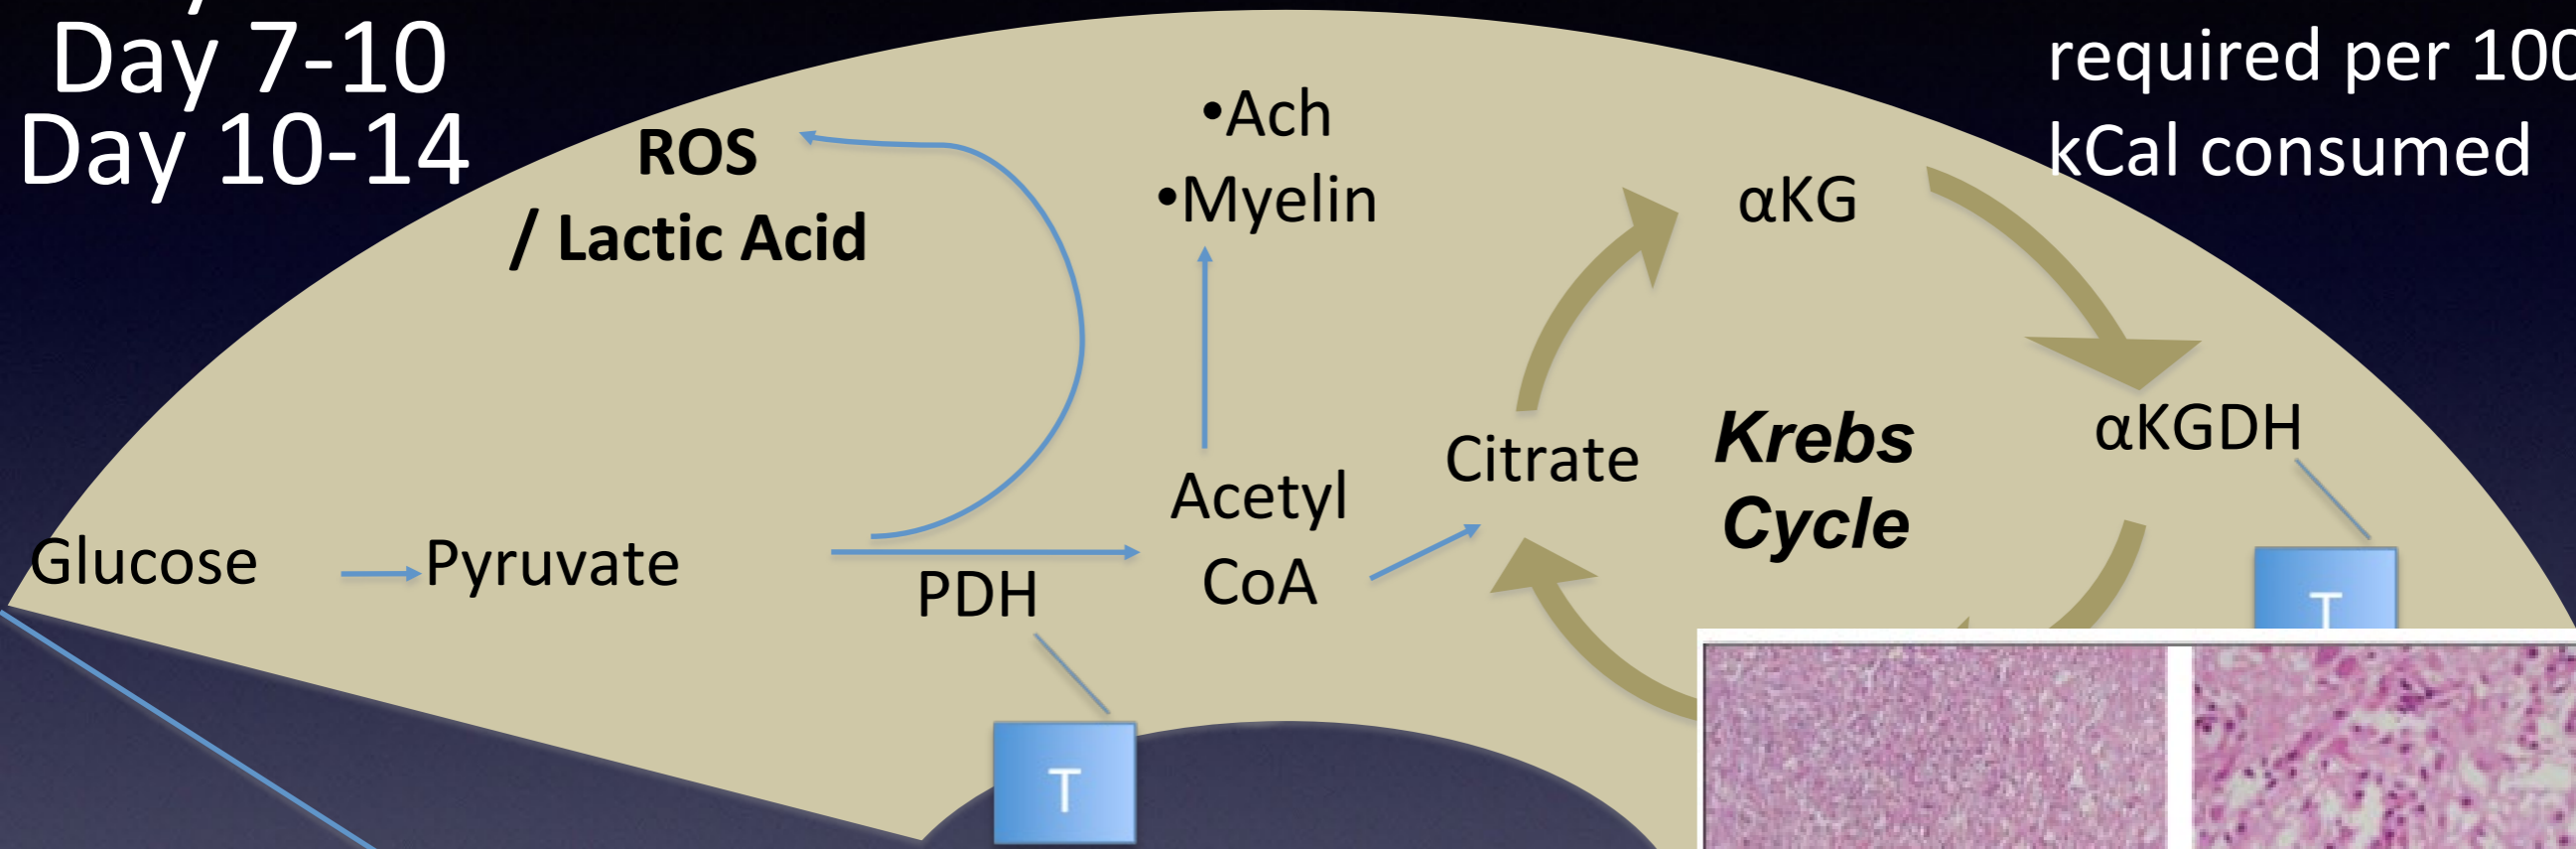 Day 7-10
Day 10-14
required per 100
kCal consumed
ROS
/ Lactic Acid
•Ach
•Myelin
αKG
Krebs
Cycle
αKGDH
Citrate
Acetyl
CoA
Glucose
Pyruvate
PDH
T
T